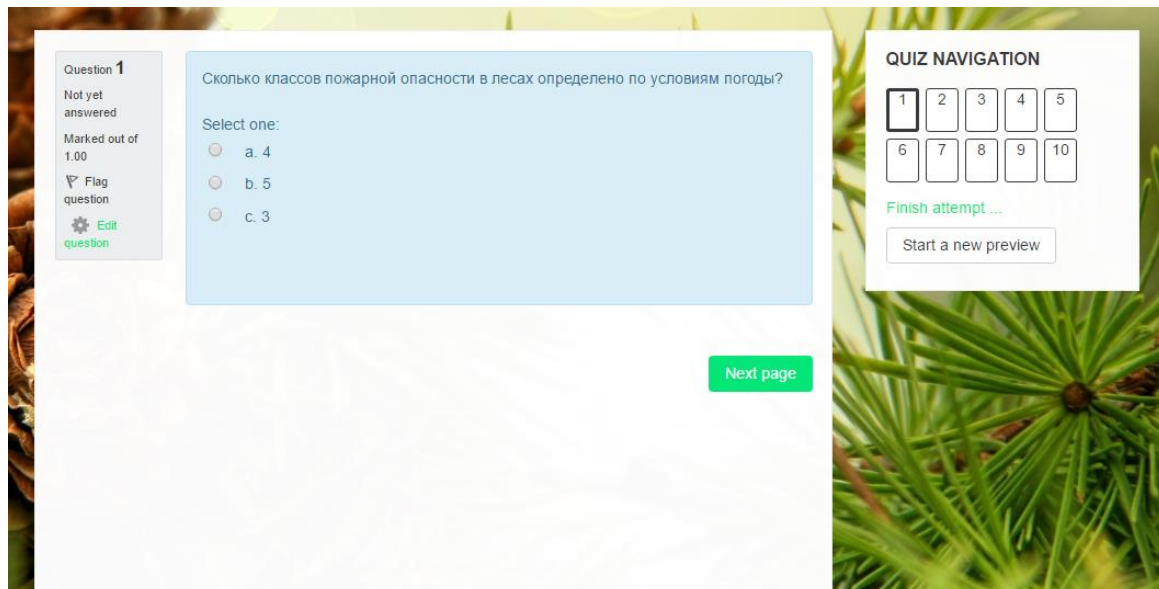 Question 1
Not yet
answered
Marked out of
1.00
Flag
question
Edit
question
Сколько классов пожарной опасности в лесах определено по условиям погоды?
Select one:
a. 4
b. 5
c. 3
Next page
QUIZ NAVIGATION
1 2 3 4 5
6 7 8 9 10
Finish attempt ...
Start a new preview